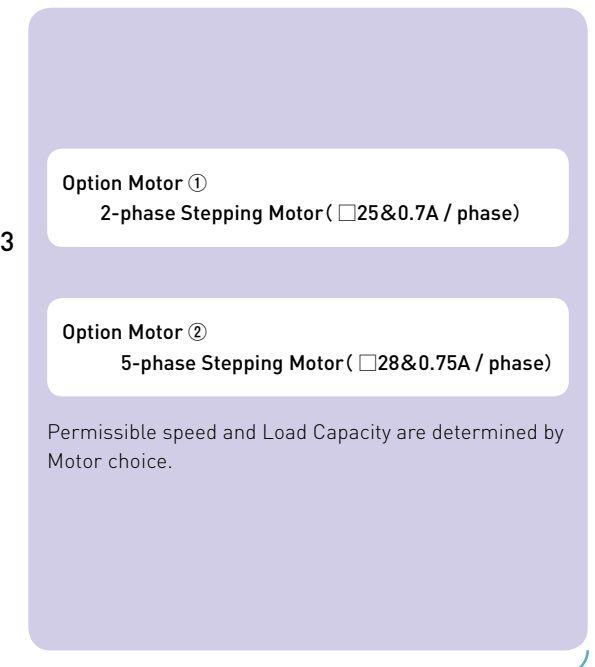 3
Option Motor ①
2-phase Stepping Motor( □25&0.7A / phase)
Option Motor ②
5-phase Stepping Motor( □28&0.75A / phase)
Permissible speed and Load Capacity are determined by
Motor choice.